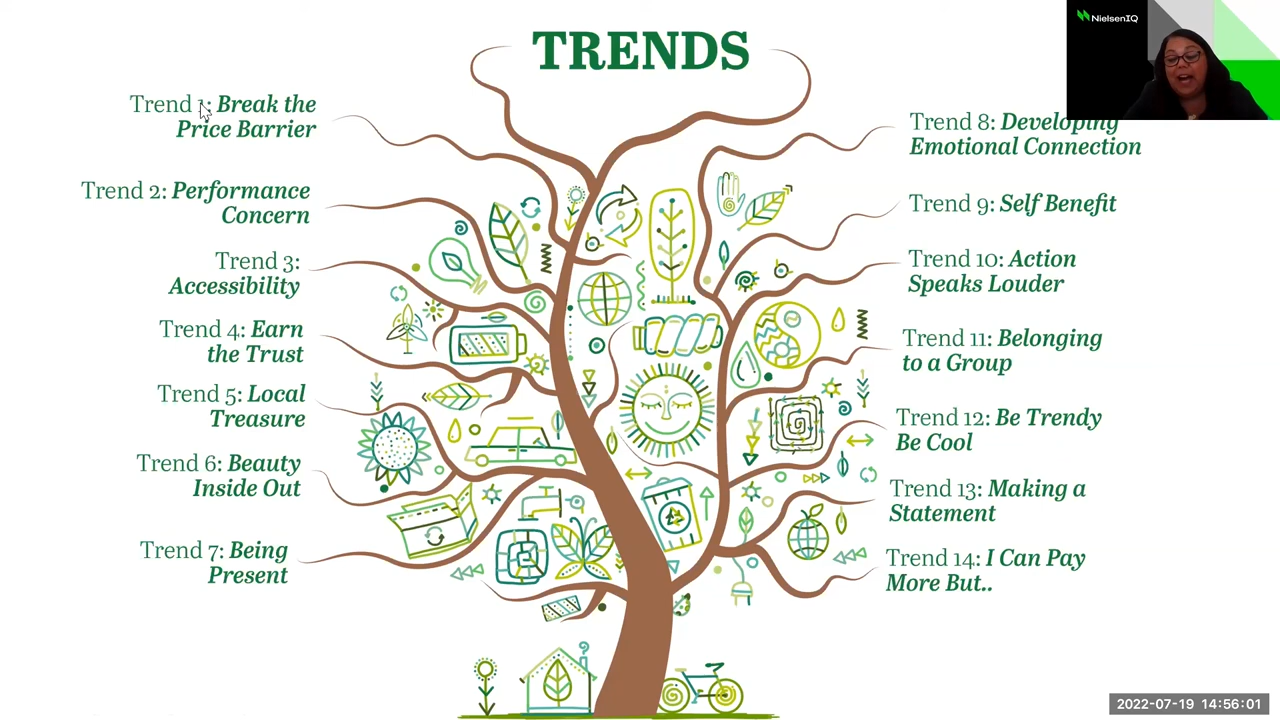 TRENDS
Trend 1: Break the
Price Barrier
Trend 2: Performance
Concern
Trend 3:
Accessibility
Trend 4: Earn
the Trust
Trend 5: Local
Treasure
Trend 6: Beauty
Inside Out
Trend 7: Being
Present
Trend 8: Developing
Emotional Connection
Trend 9: Self Benefit
Trend 10: Action
Speaks Louder
Trend 11: Belonging
to a Group
Trend 12: Be Trendy
Be Cool
Trend 13: Making a
Statement
Trend 14: I Can Pay
More But..
NielsenIQ
2022-07-19 14:56:01